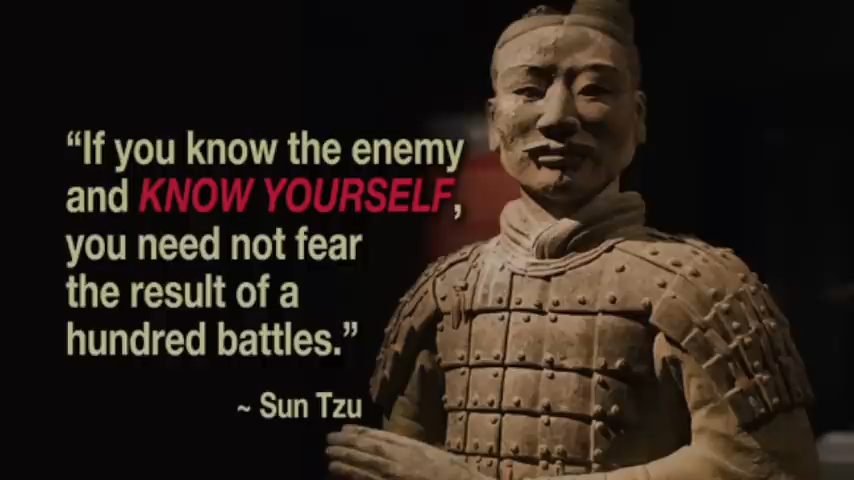 “If you know the enemy
and KNOW YOURSELF,
you need not fear
the result of a
hundred battles.”
~ Sun Tzu